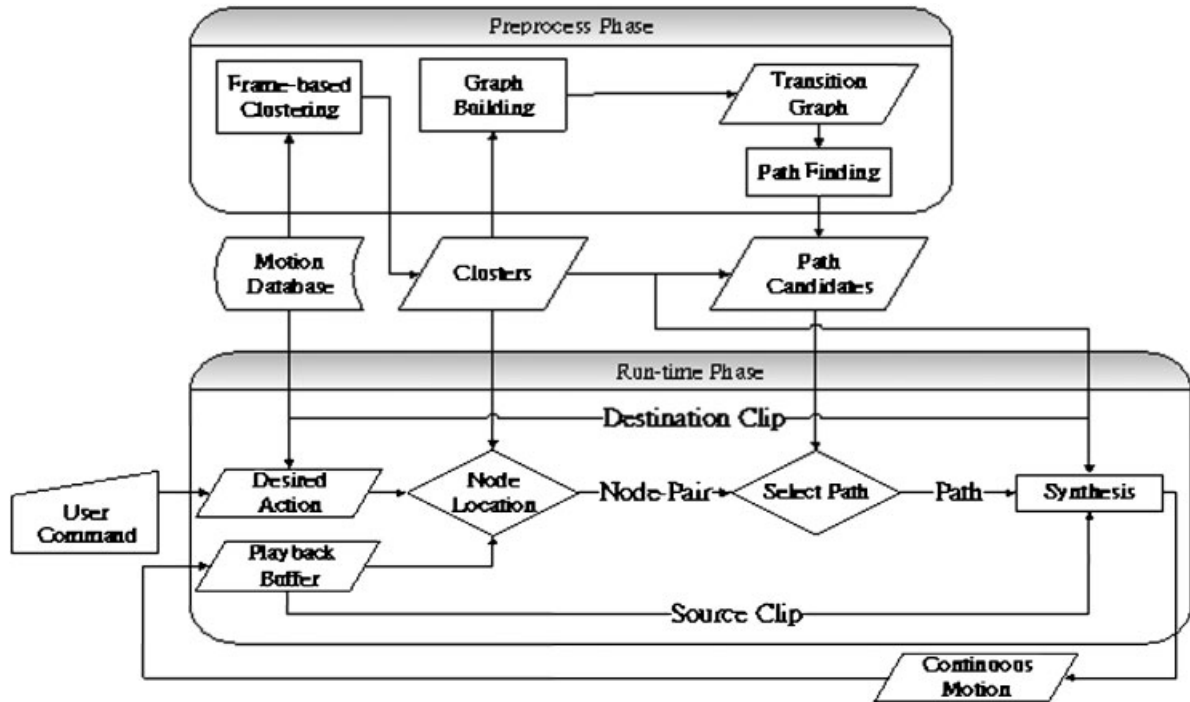 Preprocess Phase
Frame-based
Clustering
Graph
Building
Transition
Graph
Path Finding
Motion
Database
Clusters
Path
Candidates
Run-time Phase
Destination Clip
User
Command
Desired
Action
Node
Location
Node-Pair
Select Path
Path
Synthesis
Playback
Buffer
Source Clip
Continuous
Motion